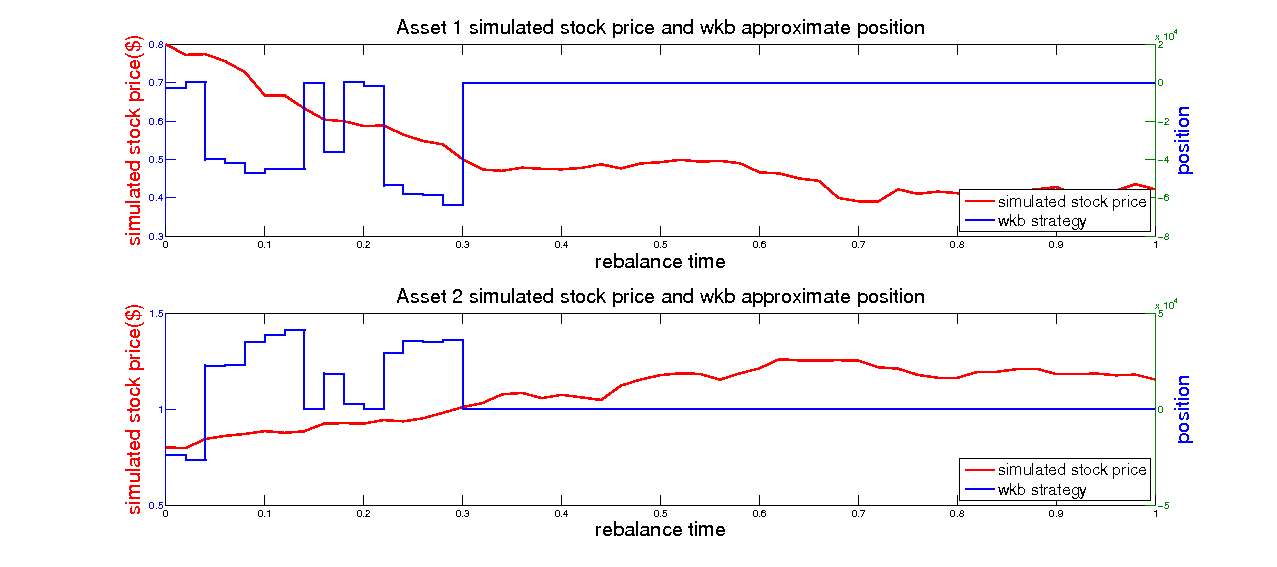 Asset 1 simulated stock price and wkb approximate position
x 10^4
simulated stock price($)
0.8
0.7
0.6
0.5
0.4
0.3
2
0
−2
−4
−6
−8
position
simulated stock price
wkb strategy
0 0.1 0.2 0.3 0.4 0.5 0.6 0.7 0.8 0.9 1
rebalance time
Asset 2 simulated stock price and wkb approximate position
x 10^4
simulated stock price($)
1.5
1
0.5
5
0
−5
position
simulated stock price
wkb strategy
0 0.1 0.2 0.3 0.4 0.5 0.6 0.7 0.8 0.9 1
rebalance time